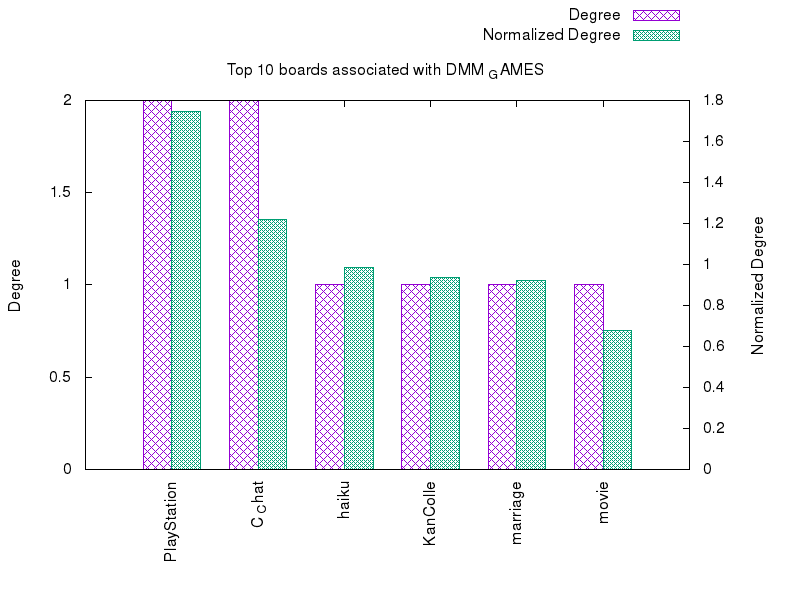 Degree
Normalized Degree
Top 10 boards associated with DMM GAMES
2
1.5
1
0.5
0
1.8
1.6
1.4
1.2
1
0.8
0.6
0.4
0.2
0
Degree
Normalized Degree
PlayStation
C Chat
haiku
KanColle
marriage
movie